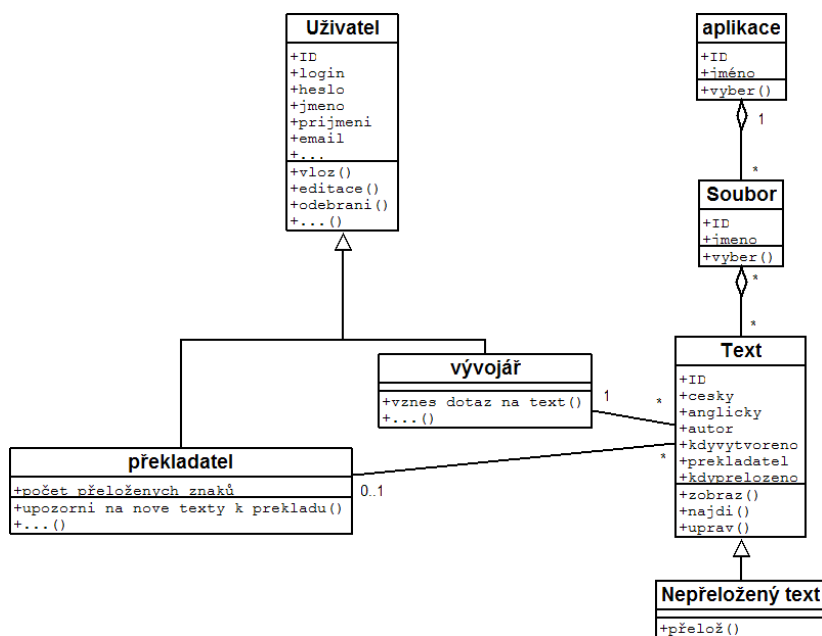 Uživatel
+ID
+login
+heslo
+jmeno
+prijmeni
+email
+...
+vloz()
+editace()
+odebrani()
+...()
aplikace
+ID
+jméno
+vyber()
1
*
Soubor
+ID
+jmeno
+vyber()
*
*
vývojář
+vznes dotaz na text()
+...()
1
*
překladatel
+počet přeloženych znaků
+upozorni na nove texty k prekladu()
+...()
0..1
*
Text
+ID
+cesky
+anglicky
+autor
+kdyvytvoreno
+prekladatel
+kdyprelozeno
+zobraz()
+najdi()
+uprav()
Nepřeložený text
+přelož()